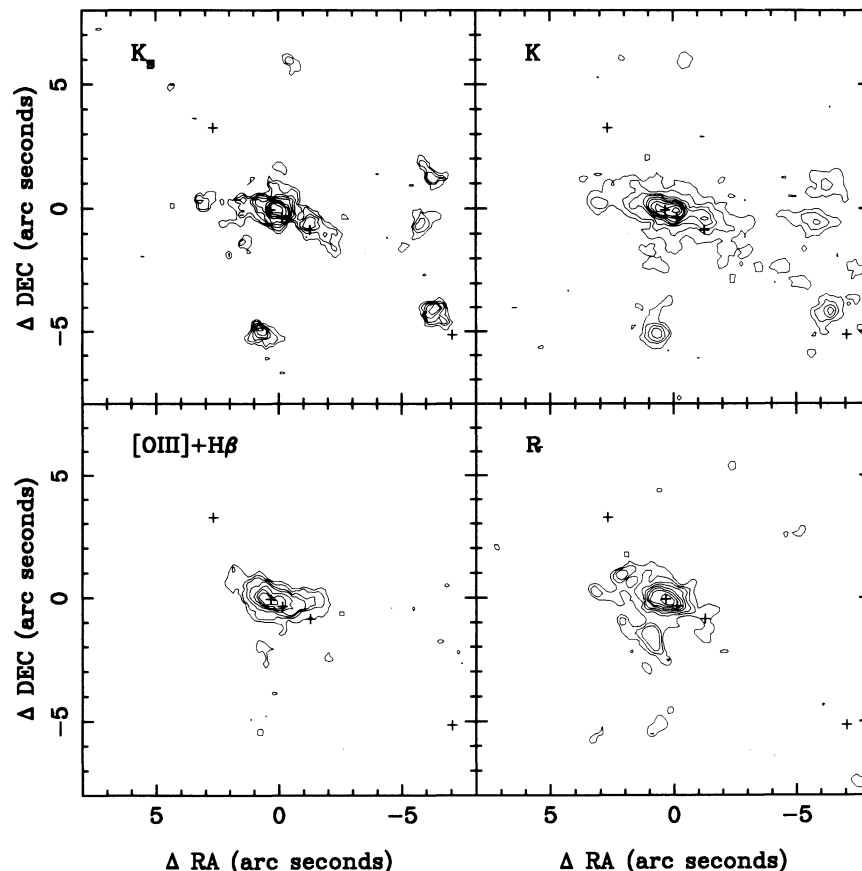 K_s
K
5
0
-5
Δ DEC (arc seconds)
[OIII]+Hβ
R
5
0
-5
Δ DEC (arc seconds)
5
0
-5
5
0
-5
Δ RA (arc seconds)
Δ RA (arc seconds)